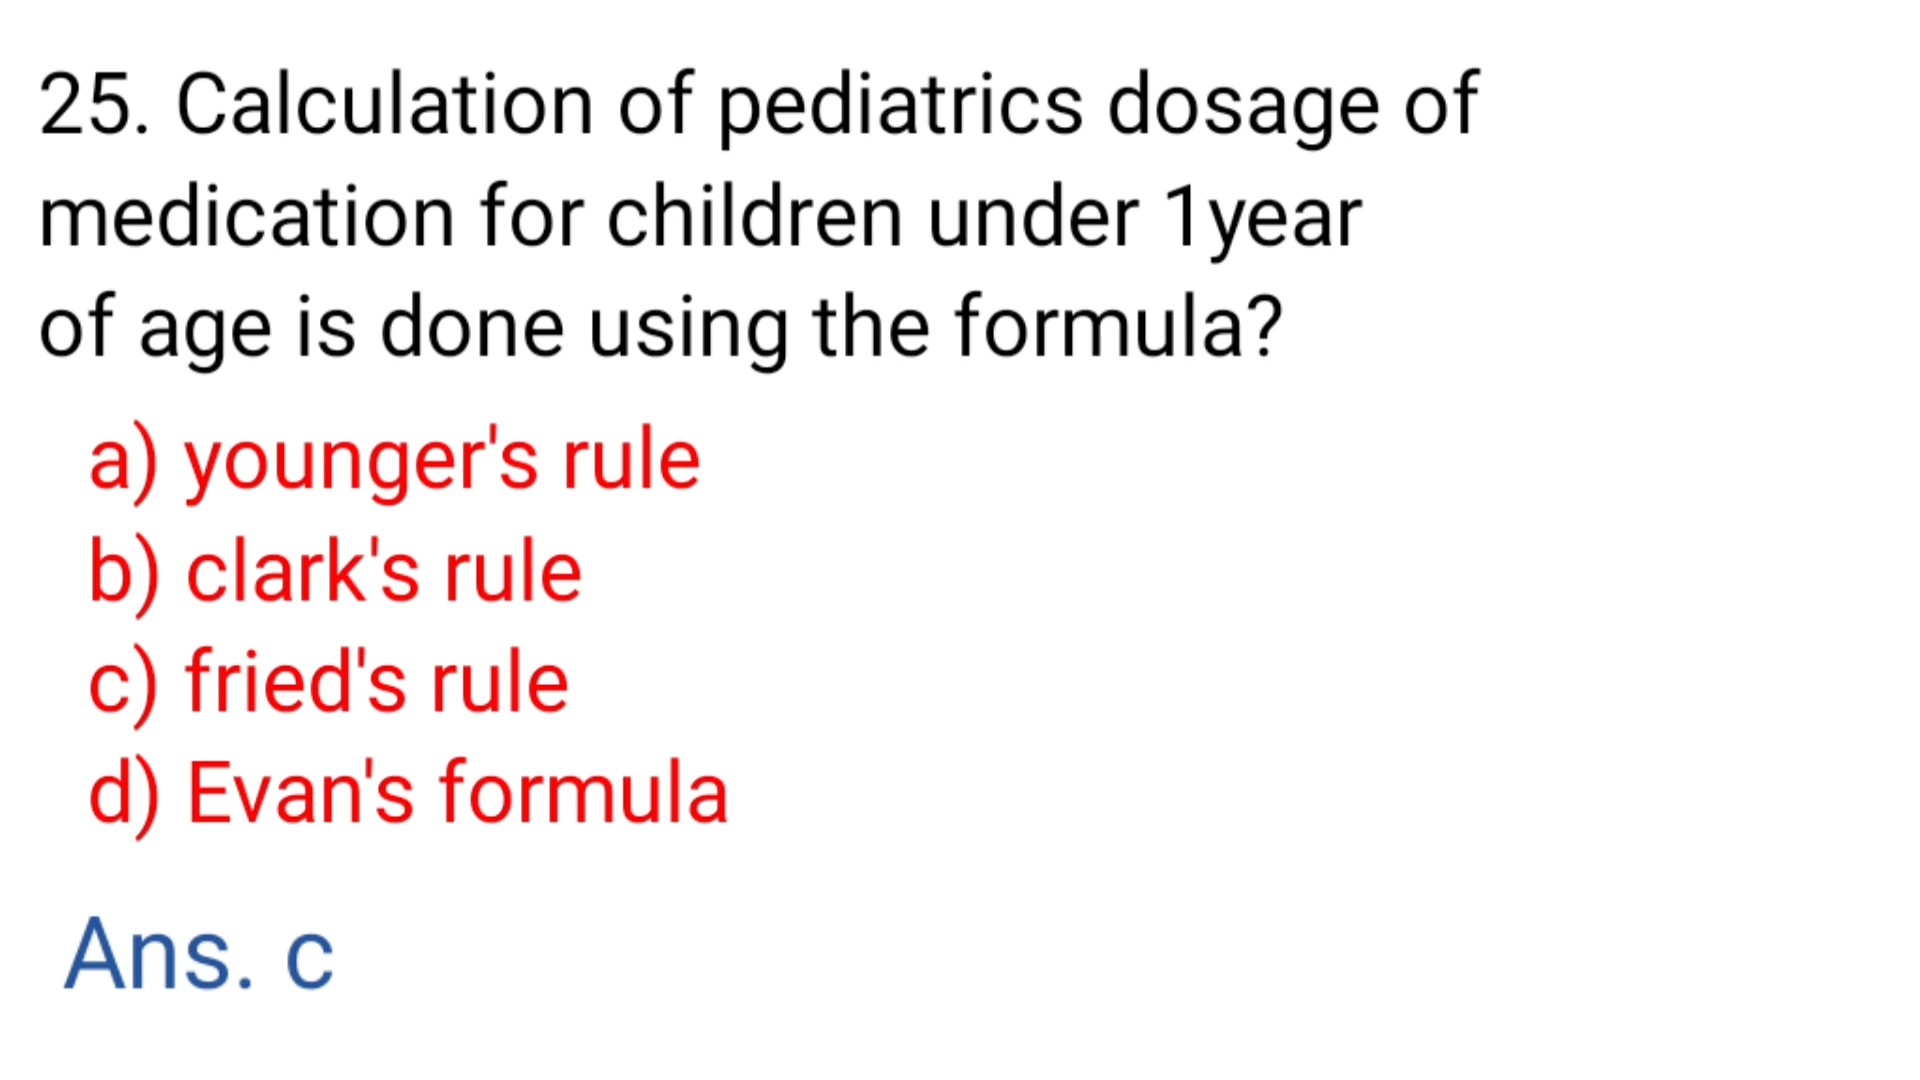 25. Calculation of pediatrics dosage of
medication for children under 1year
of age is done using the formula?
a) younger's rule
b) clark's rule
c) fried's rule
d) Evan's formula
Ans. c